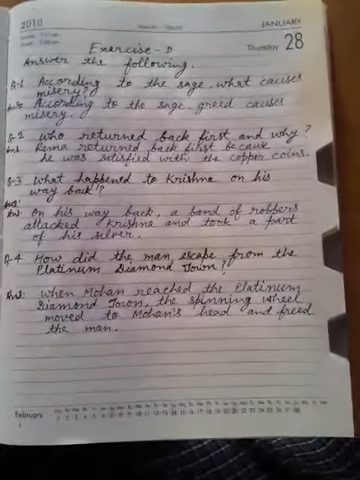 2010
JANUARY
Thursday 28
Exercise-D
Answer the following.
Q-1 According to the sage, what causes
misery?
Ans: According to the sage, greed causes
misery.
Q-2 Who returned back first and why?
Ans: Rama returned back first because
he was satisfied with the copper coins.
Q-3 What happened to Krishna on his
way back?
Ans:
Ans: On his way back, a band of robbers
attacked Krishna and took a part
of his silver.
Q-4 How did the man escape from the
Platinum Diamond Town?
Ans: When Mohan reached the Platinum
Diamond Town, the spinning wheel
moved to Mohan's head and freed
the man.
February